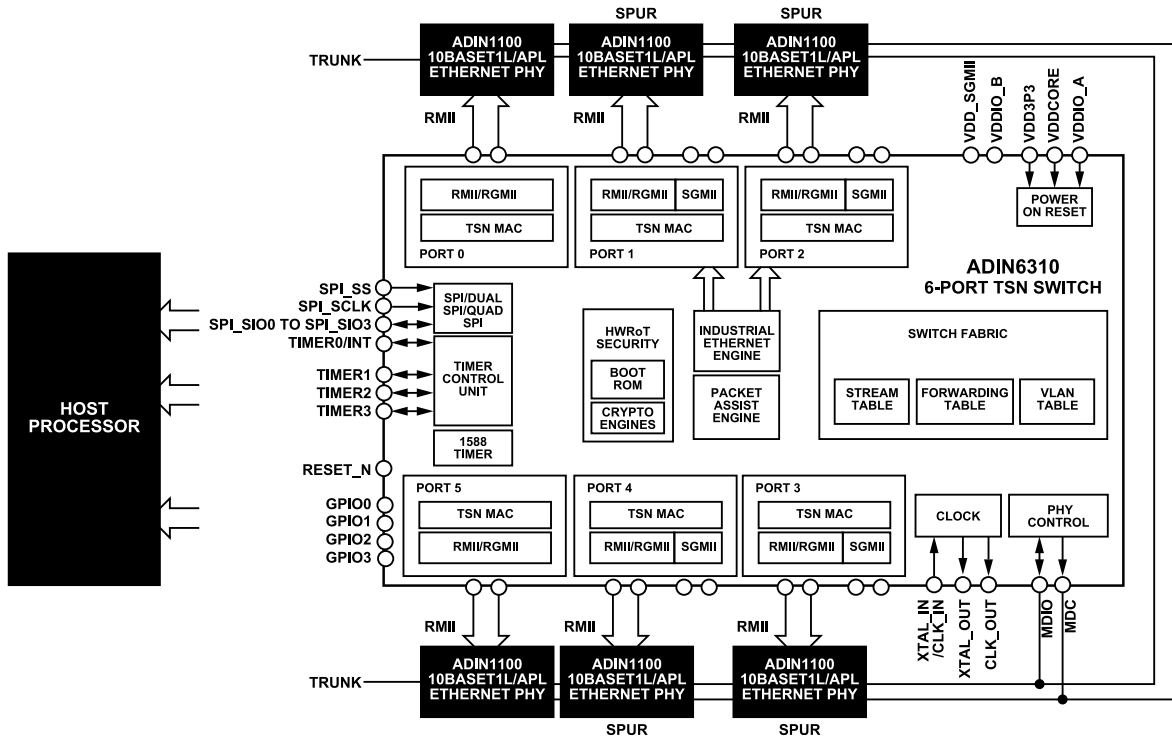 SPUR
SPUR
TRUNK
ADIN1100
10BASET1L/APL
ETHERNET PHY
ADIN1100
10BASET1L/APL
ETHERNET PHY
ADIN1100
10BASET1L/APL
ETHERNET PHY
RMII
RMII
RMII
VDD_SGMII
VDDIO_B
VDD3P3
VDDCORE
VDDIO_A
RMII/RGMII
TSN MAC
PORT 0
RMII/RGMII
SGMII
TSN MAC
PORT 1
RMII/RGMII
SGMII
TSN MAC
PORT 2
POWER
ON RESET
ADIN6310
6-PORT TSN SWITCH
HOST
PROCESSOR
SPI_SS
SPI_SCLK
SPI_SIO0 TO SPI_SIO3
TIMER0/INT
TIMER1
TIMER2
TIMER3
RESET_N
GPIO0
GPIO1
GPIO2
GPIO3
SPI/DUAL
SPI/QUAD
SPI
TIMER
CONTROL
UNIT
1588
TIMER
HWRoT
SECURITY
BOOT
ROM
CRYPTO
ENGINES
INDUSTRIAL
ETHERNET
ENGINE
PACKET
ASSIST
ENGINE
SWITCH FABRIC
STREAM
TABLE
FORWARDING
TABLE
VLAN
TABLE
PORT 5
TSN MAC
RMII/RGMII
PORT 4
TSN MAC
RMII/RGMII
SGMII
PORT 3
TSN MAC
RMII/RGMII
SGMII
CLOCK
PHY
CONTROL
XTAL_IN
/CLK_IN
XTAL_OUT
CLK_OUT
MDIO
MDC
RMII
RMII
RMII
TRUNK
ADIN1100
10BASET1L/APL
ETHERNET PHY
ADIN1100
10BASET1L/APL
ETHERNET PHY
ADIN1100
10BASET1L/APL
ETHERNET PHY
SPUR
SPUR